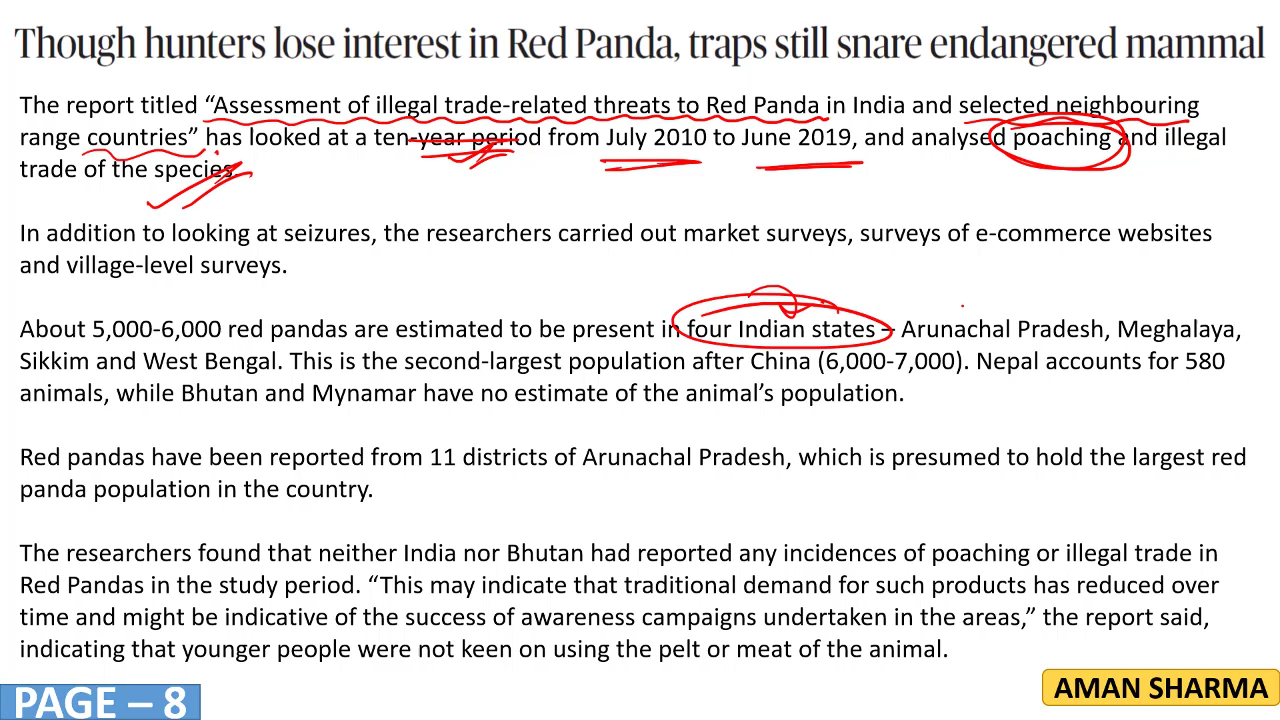 Though hunters lose interest in Red Panda, traps still snare endangered mammal
The report titled “Assessment of illegal trade-related threats to Red Panda in India and selected neighbouring
range countries” has looked at a ten-year period from July 2010 to June 2019, and analysed poaching and illegal
trade of the species.
In addition to looking at seizures, the researchers carried out market surveys, surveys of e-commerce websites
and village-level surveys.
About 5,000-6,000 red pandas are estimated to be present in four Indian states – Arunachal Pradesh, Meghalaya,
Sikkim and West Bengal. This is the second-largest population after China (6,000-7,000). Nepal accounts for 580
animals, while Bhutan and Mynamar have no estimate of the animal’s population.
Red pandas have been reported from 11 districts of Arunachal Pradesh, which is presumed to hold the largest red
panda population in the country.
The researchers found that neither India nor Bhutan had reported any incidences of poaching or illegal trade in
Red Pandas in the study period. “This may indicate that traditional demand for such products has reduced over
time and might be indicative of the success of awareness campaigns undertaken in the areas,” the report said,
indicating that younger people were not keen on using the pelt or meat of the animal.
PAGE – 8
AMAN SHARMA